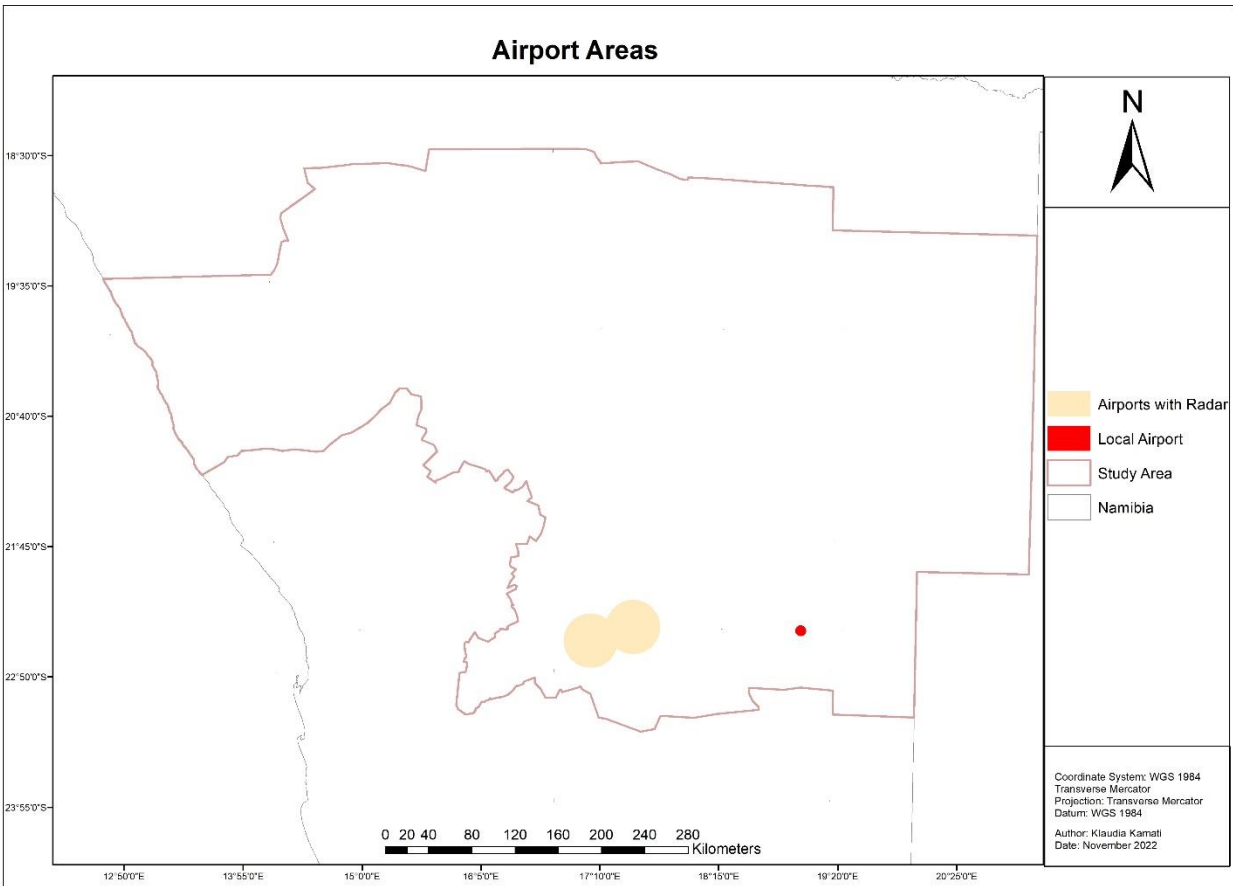 Airport Areas
N
18°30'0"S
19°35'0"S
20°40'0"S
21°45'0"S
22°50'0"S
23°55'0"S
Airports with Radar
Local Airport
Study Area
Namibia
0 20 40 80 120 160 200 240 280
Kilometers
12°50'0"E 13°55'0"E 15°0'0"E 16°5'0"E 17°10'0"E 18°15'0"E 19°20'0"E 20°25'0"E
Coordinate System: WGS 1984
Transverse Mercator
Projection: Transverse Mercator
Datum: WGS 1984
Author: Klaudia Kamati
Date: November 2022